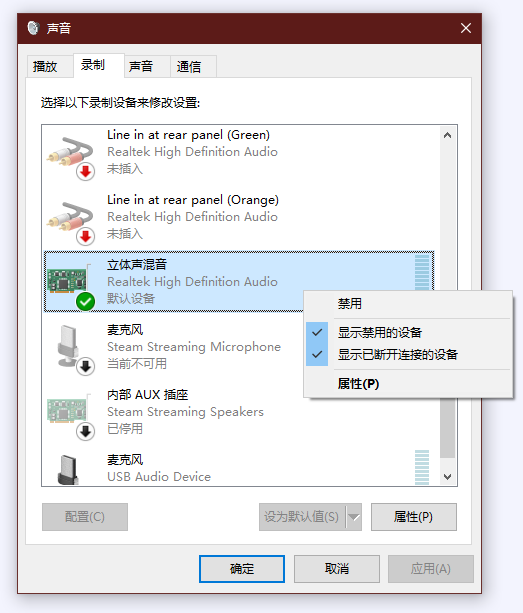 声音
播放 录制 声音 通信
选择以下录制设备来修改设置:
Line in at rear panel (Green)
Realtek High Definition Audio
未插入
Line in at rear panel (Orange)
Realtek High Definition Audio
未插入
立体声混音
Realtek High Definition Audio
默认设备
禁用
显示禁用的设备
显示已断开连接的设备
属性(P)
麦克风
Steam Streaming Microphone
当前不可用
内部 AUX 插座
Steam Streaming Speakers
已停用
麦克风
USB Audio Device
配置(C) 设为默认值(S) 属性(P)
确定 取消 应用(A)